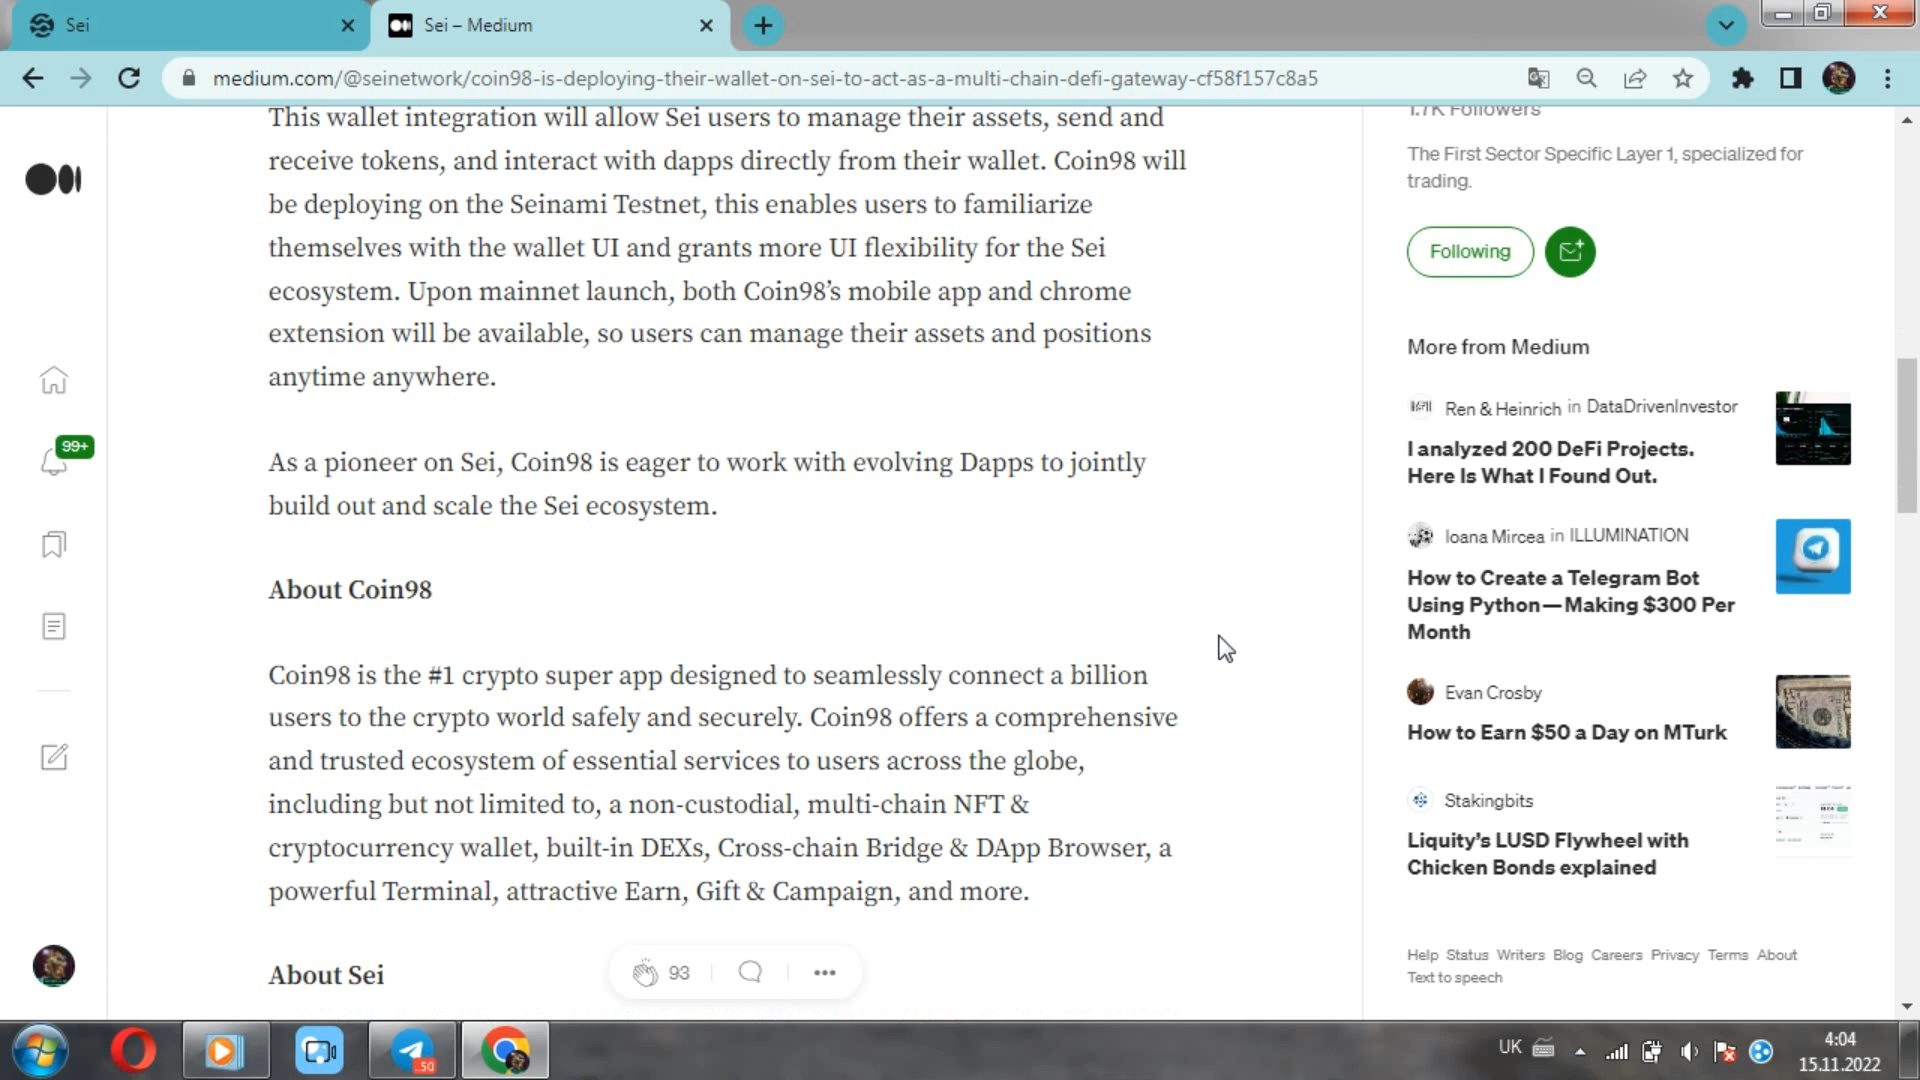 Sei
Sei – Medium
medium.com/@seinetwork/coin98-is-deploying-their-wallet-on-sei-to-act-as-a-multi-chain-defi-gateway-cf58f157c8a5
This wallet integration will allow Sei users to manage their assets, send and
receive tokens, and interact with dapps directly from their wallet. Coin98 will
be deploying on the Seinami Testnet, this enables users to familiarize
themselves with the wallet UI and grants more UI flexibility for the Sei
ecosystem. Upon mainnet launch, both Coin98’s mobile app and chrome
extension will be available, so users can manage their assets and positions
anytime anywhere.
As a pioneer on Sei, Coin98 is eager to work with evolving Dapps to jointly
build out and scale the Sei ecosystem.
About Coin98
Coin98 is the #1 crypto super app designed to seamlessly connect a billion
users to the crypto world safely and securely. Coin98 offers a comprehensive
and trusted ecosystem of essential services to users across the globe,
including but not limited to, a non-custodial, multi-chain NFT &
cryptocurrency wallet, built-in DEXs, Cross-chain Bridge & DApp Browser, a
powerful Terminal, attractive Earn, Gift & Campaign, and more.
About Sei
93
99+
1.7K Followers
The First Sector Specific Layer 1, specialized for
trading.
Following
More from Medium
Ren & Heinrich in DataDrivenInvestor
I analyzed 200 DeFi Projects.
Here Is What I Found Out.
Ioana Mircea in ILLUMINATION
How to Create a Telegram Bot
Using Python — Making $300 Per
Month
Evan Crosby
How to Earn $50 a Day on MTurk
Stakingbits
Liquity’s LUSD Flywheel with
Chicken Bonds explained
Help Status Writers Blog Careers Privacy Terms About
Text to speech
50
UK
4:04
15.11.2022